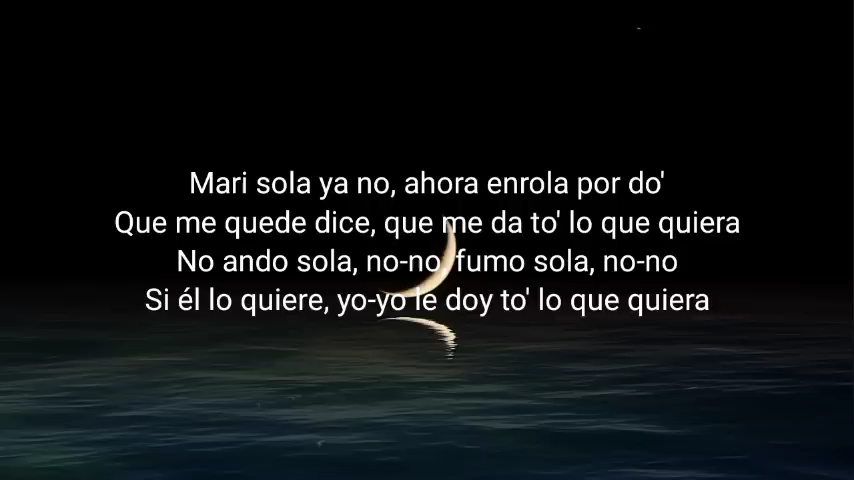 Mari sola ya no, ahora enrola por do'
Que me quede dice, que me da to' lo que quiera
No ando sola, no-no, fumo sola, no-no
Si él lo quiere, yo-yo le doy to' lo que quiera